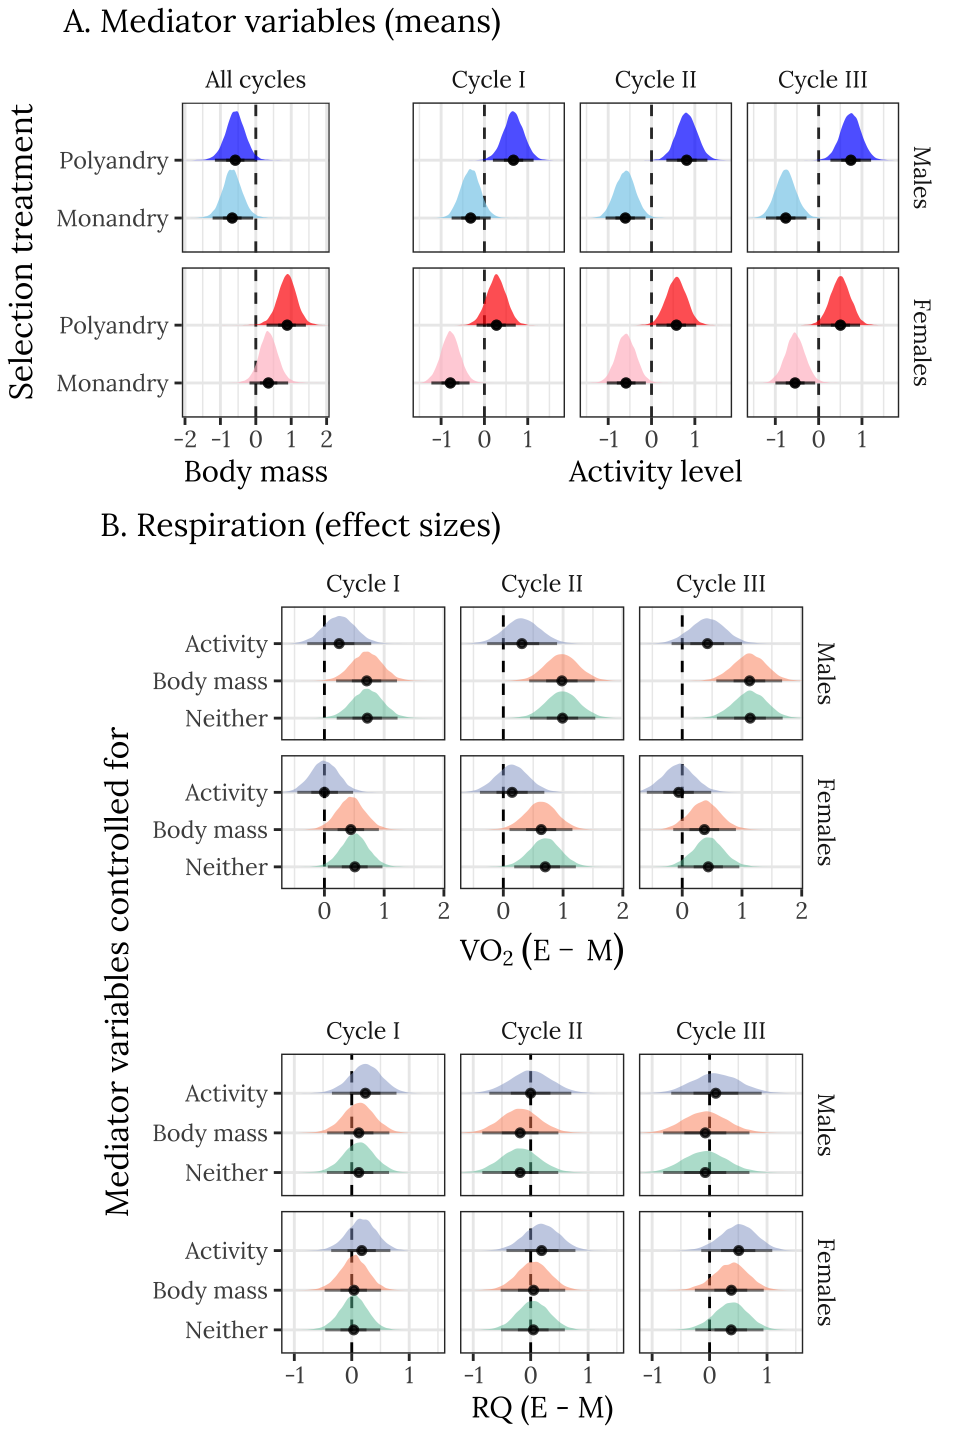 A. Mediator variables (means)
All cycles
Cycle I
Cycle II
Cycle III
Selection treatment
Polyandry
Monandry
Males
Polyandry
Monandry
Females
-2 -1 0 1 2
-1 0 1
-1 0 1
-1 0 1
Body mass
Activity level
B. Respiration (effect sizes)
Cycle I
Cycle II
Cycle III
Mediator variables controlled for
Activity
Body mass
Neither
Males
Activity
Body mass
Neither
Females
0 1 2
0 1 2
0 1 2
VO₂ (E − M)
Cycle I
Cycle II
Cycle III
Activity
Body mass
Neither
Males
Activity
Body mass
Neither
Females
-1 0 1
-1 0 1
-1 0 1
RQ (E - M)